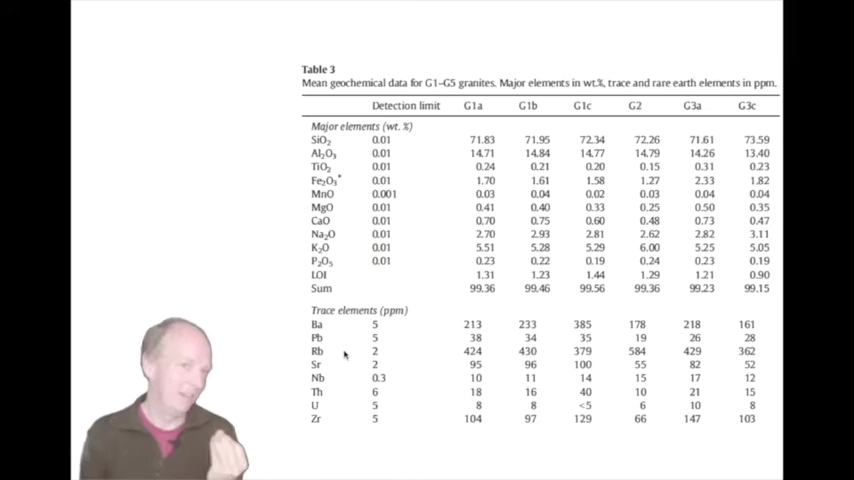 Table 3
Mean geochemical data for G1–G5 granites. Major elements in wt.%, trace and rare earth elements in ppm.
Detection limit G1a G1b G1c G2 G3a G3c
Major elements (wt. %)
SiO₂ 0.01 71.83 71.95 72.34 72.26 71.61 73.59
Al₂O₃ 0.01 14.71 14.84 14.77 14.79 14.26 13.40
TiO₂ 0.01 0.24 0.21 0.20 0.15 0.31 0.23
Fe₂O₃* 0.01 1.70 1.61 1.58 1.27 2.33 1.82
MnO 0.001 0.03 0.04 0.02 0.03 0.04 0.04
MgO 0.01 0.41 0.40 0.33 0.25 0.50 0.35
CaO 0.01 0.70 0.75 0.60 0.48 0.73 0.47
Na₂O 0.01 2.70 2.93 2.81 2.62 2.82 3.11
K₂O 0.01 5.51 5.28 5.29 6.00 5.25 5.05
P₂O₅ 0.01 0.23 0.22 0.19 0.24 0.23 0.19
LOI 1.31 1.23 1.44 1.29 1.21 0.90
Sum 99.36 99.46 99.56 99.36 99.23 99.15
Trace elements (ppm)
Ba 5 213 233 385 178 218 161
Pb 5 38 34 35 19 26 28
Rb 2 424 430 379 584 429 362
Sr 2 95 96 100 55 82 52
Nb 0.3 10 11 14 15 17 12
Th 6 18 16 40 10 21 15
U 5 8 8 <5 6 10 8
Zr 5 104 97 129 66 147 103